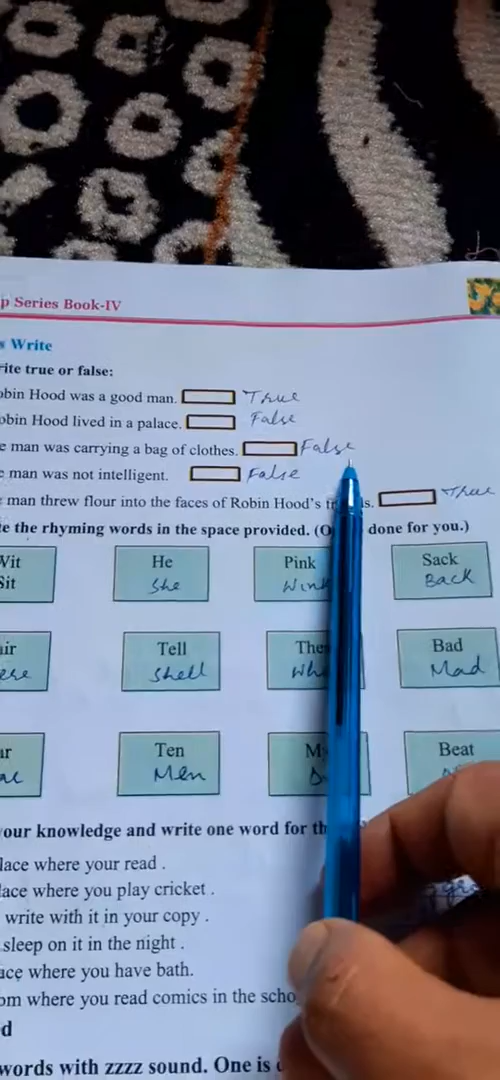 p Series Book-IV
s Write
rite true or false:
obin Hood was a good man. True
obin Hood lived in a palace. False
e man was carrying a bag of clothes. False
e man was not intelligent. False
man threw flour into the faces of Robin Hood's True
te the rhyming words in the space provided. ( done for you.)
Wit He Pink Sack
Sit She Wink Back
air Tell The Bad
ere Shell Wh Mad
ar Ten M Beat
Men
our knowledge and write one word for th
lace where your read .
lace where you play cricket .
write with it in your copy .
sleep on it in the night .
ace where you have bath.
om where you read comics in the scho
d
words with zzzz sound. One is